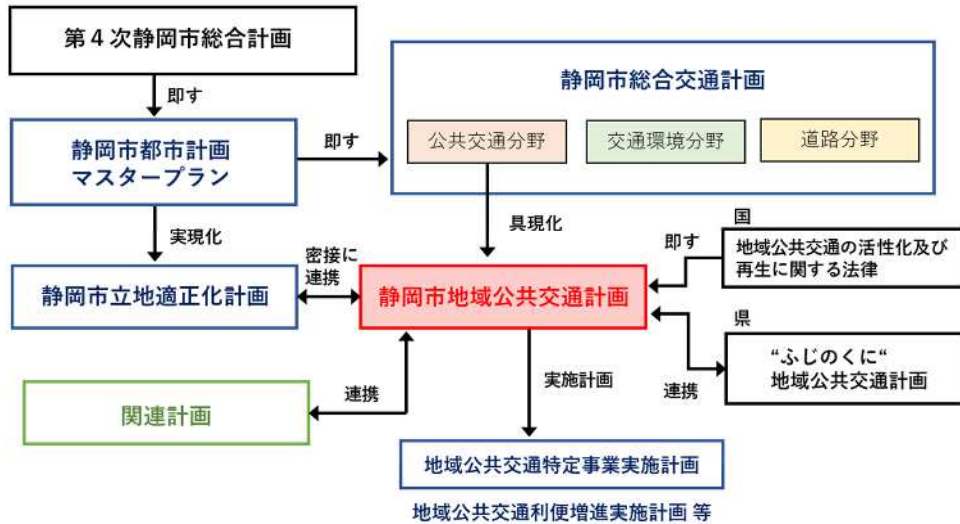 第4次静岡市総合計画
即す
静岡市総合交通計画
公共交通分野
交通環境分野
道路分野
静岡市都市計画
マスタープラン
即す
実現化
具現化
国
即す
地域公共交通の活性化及び
再生に関する法律
密接に
連携
静岡市立地適正化計画
静岡市地域公共交通計画
県
“ふじのくに“
地域公共交通計画
連携
関連計画
連携
実施計画
地域公共交通特定事業実施計画
地域公共交通利便増進実施計画 等